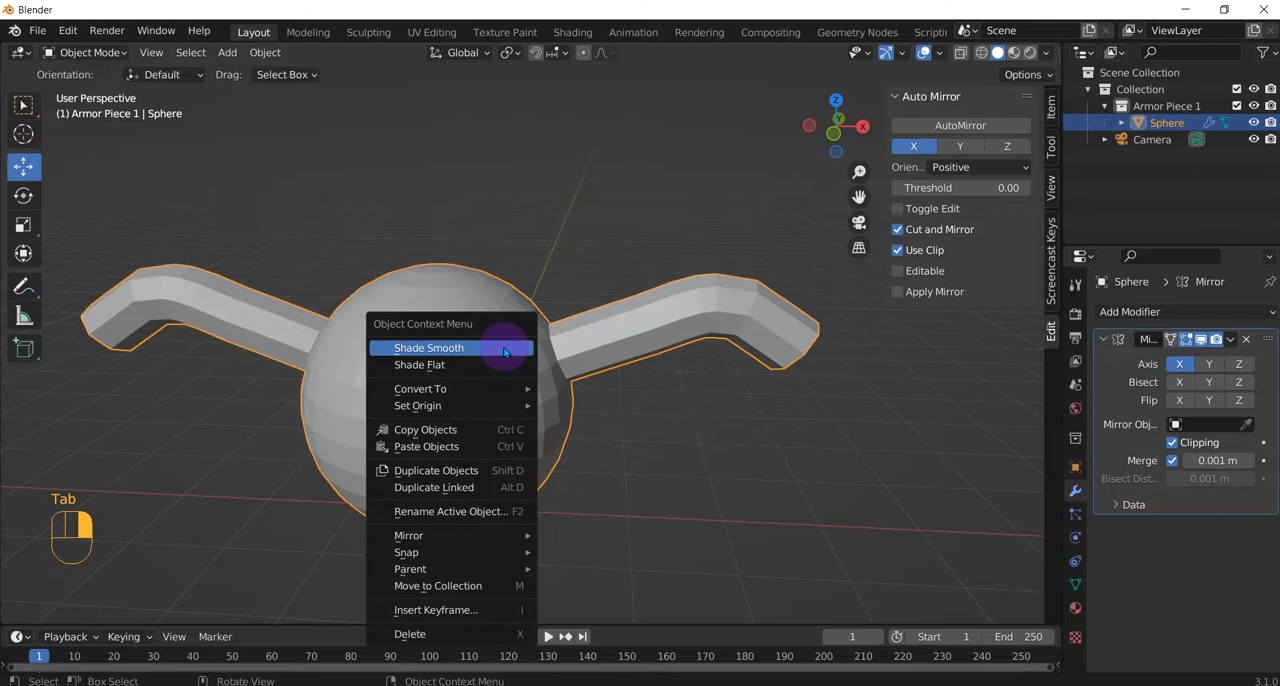 Blender
File Edit Render Window Help Layout Modeling Sculpting UV Editing Texture Paint Shading Animation Rendering Compositing Geometry Nodes Scriptin Scene ViewLayer
Object Mode View Select Add Object Global
Orientation: Default Drag: Select Box Options
User Perspective
(1) Armor Piece 1 | Sphere
Z
Y
X
Auto Mirror
AutoMirror
X Y Z
Orien... Positive
Threshold 0.00
Toggle Edit
Cut and Mirror
Use Clip
Editable
Apply Mirror
Item
Tool
View
Screencast Keys
Edit
Scene Collection
Collection
Armor Piece 1
Sphere
Camera
Sphere Mirror
Add Modifier
Mi...
Axis X Y Z
Bisect X Y Z
Flip X Y Z
Mirror Obj...
Clipping
Merge 0.001 m
Bisect Dist... 0.001 m
Data
Object Context Menu
Shade Smooth
Shade Flat
Convert To
Set Origin
Copy Objects Ctrl C
Paste Objects Ctrl V
Duplicate Objects Shift D
Duplicate Linked Alt D
Rename Active Object... F2
Mirror
Snap
Parent
Move to Collection M
Insert Keyframe... I
Delete X
Tab
Playback Keying View Marker 1 Start 1 End 250
1 10 20 30 40 50 60 70 80 90 100 110 120 130 140 150 160 170 180 190 200 210 220 230 240 250
Select Box Select Rotate View Object Context Menu 3.1.0